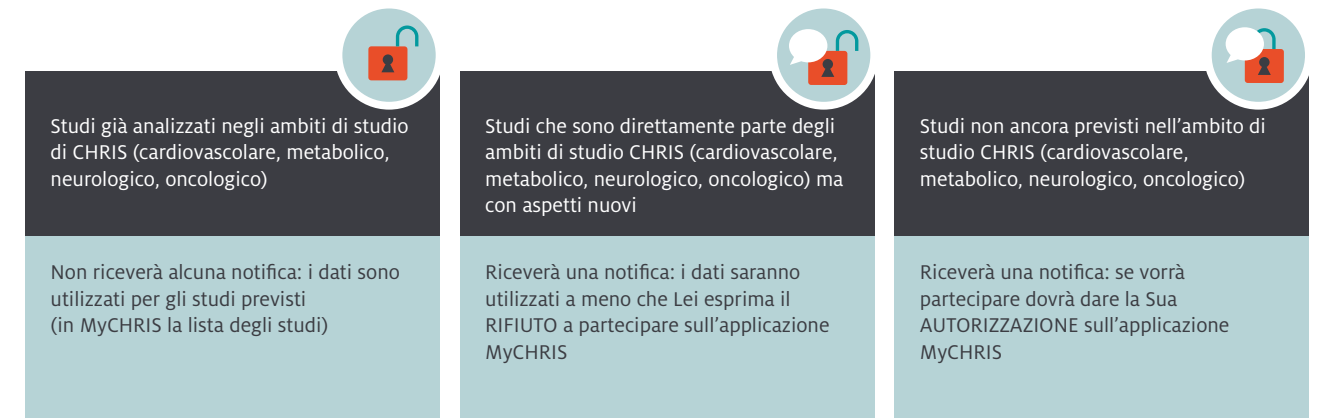 Studi già analizzati negli ambiti di studio
di CHRIS (cardiovascolare, metabolico,
neurologico, oncologico)
Non riceverà alcuna notifica: i dati sono
utilizzati per gli studi previsti
(in MyCHRIS la lista degli studi)
Studi che sono direttamente parte degli
ambiti di studio CHRIS (cardiovascolare,
metabolico, neurologico, oncologico) ma
con aspetti nuovi
Riceverà una notifica: i dati saranno
utilizzati a meno che Lei esprima il
RIFIUTO a partecipare sull’applicazione
MyCHRIS
Studi non ancora previsti nell’ambito di
studio CHRIS (cardiovascolare,
metabolico, neurologico, oncologico)
Riceverà una notifica: se vorrà
partecipare dovrà dare la Sua
AUTORIZZAZIONE sull’applicazione
MyCHRIS